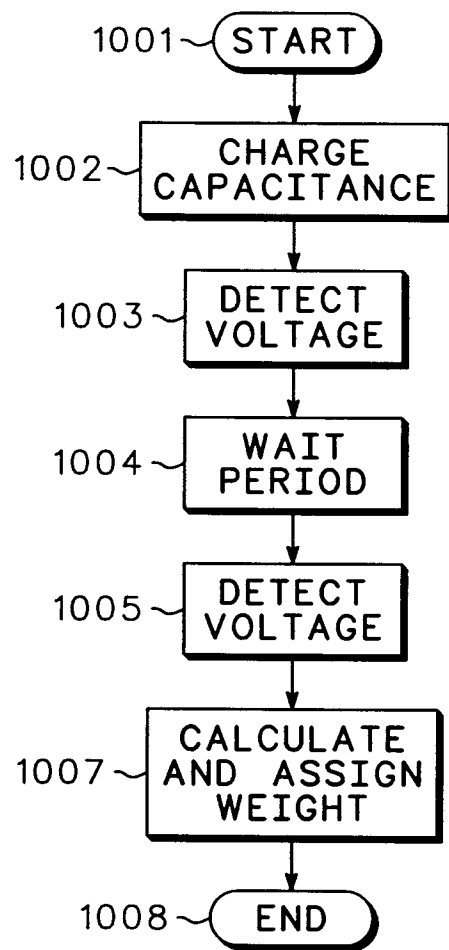 1001 START
1002 CHARGE
CAPACITANCE
1003 DETECT
VOLTAGE
1004 WAIT
PERIOD
1005 DETECT
VOLTAGE
1007 CALCULATE
AND ASSIGN
WEIGHT
1008 END